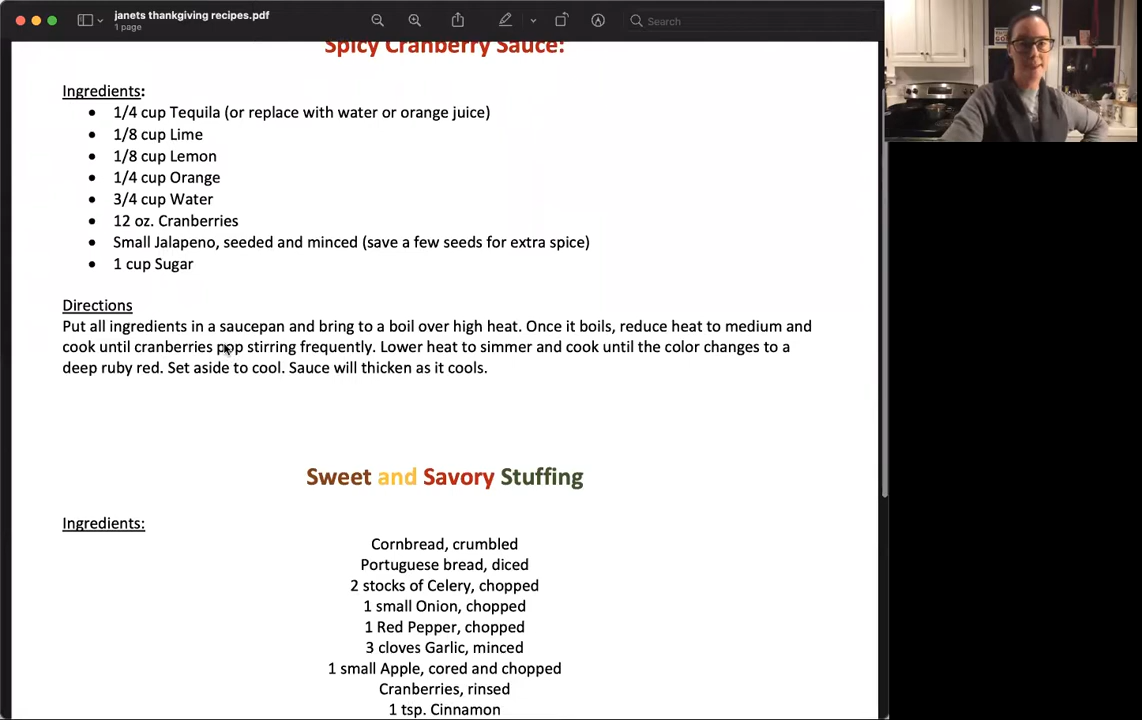 janets thankgiving recipes.pdf
1 page
Search
Spicy Cranberry Sauce:
Ingredients:
• 1/4 cup Tequila (or replace with water or orange juice)
• 1/8 cup Lime
• 1/8 cup Lemon
• 1/4 cup Orange
• 3/4 cup Water
• 12 oz. Cranberries
• Small Jalapeno, seeded and minced (save a few seeds for extra spice)
• 1 cup Sugar
Directions
Put all ingredients in a saucepan and bring to a boil over high heat. Once it boils, reduce heat to medium and
cook until cranberries pop stirring frequently. Lower heat to simmer and cook until the color changes to a
deep ruby red. Set aside to cool. Sauce will thicken as it cools.
Sweet and Savory Stuffing
Ingredients:
Cornbread, crumbled
Portuguese bread, diced
2 stocks of Celery, chopped
1 small Onion, chopped
1 Red Pepper, chopped
3 cloves Garlic, minced
1 small Apple, cored and chopped
Cranberries, rinsed
1 tsp. Cinnamon